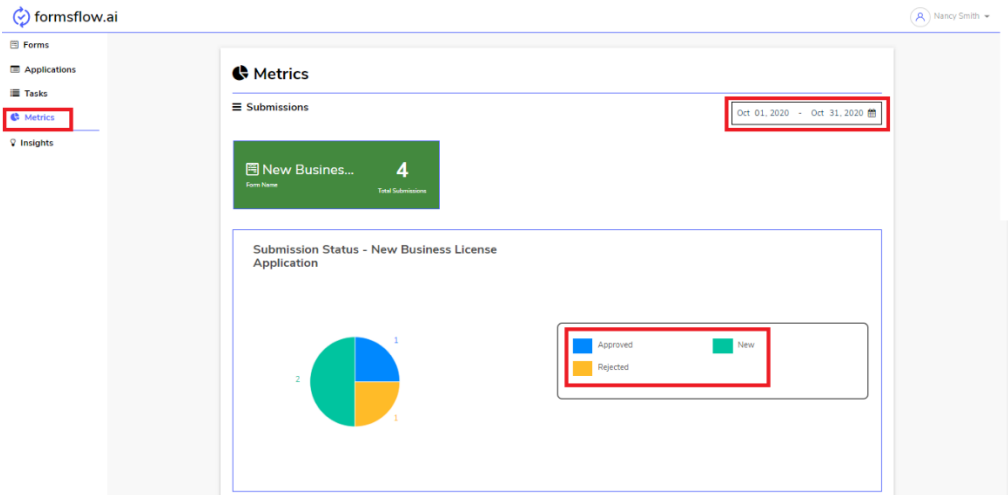 formsflow.ai
Nancy Smith
Forms
Applications
Tasks
Metrics
Insights
Metrics
Submissions
Oct 01, 2020 - Oct 31, 2020
New Busines... 4
Form Name Total Submissions
Submission Status - New Business License
Application
1
2
1
Approved New
Rejected